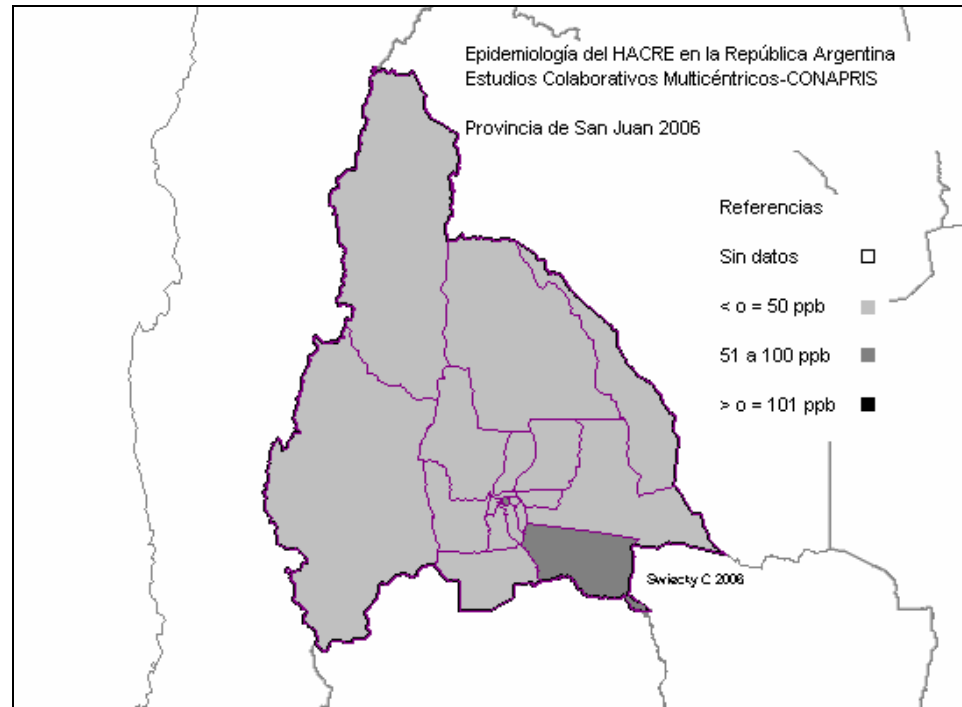 Epidemiología del HACRE en la República Argentina
Estudios Colaborativos Multicéntricos-CONAPRIS
Provincia de San Juan 2006
Referencias
Sin datos
< o = 50 ppb
51 a 100 ppb
> o = 101 ppb
Swiecty C 2006